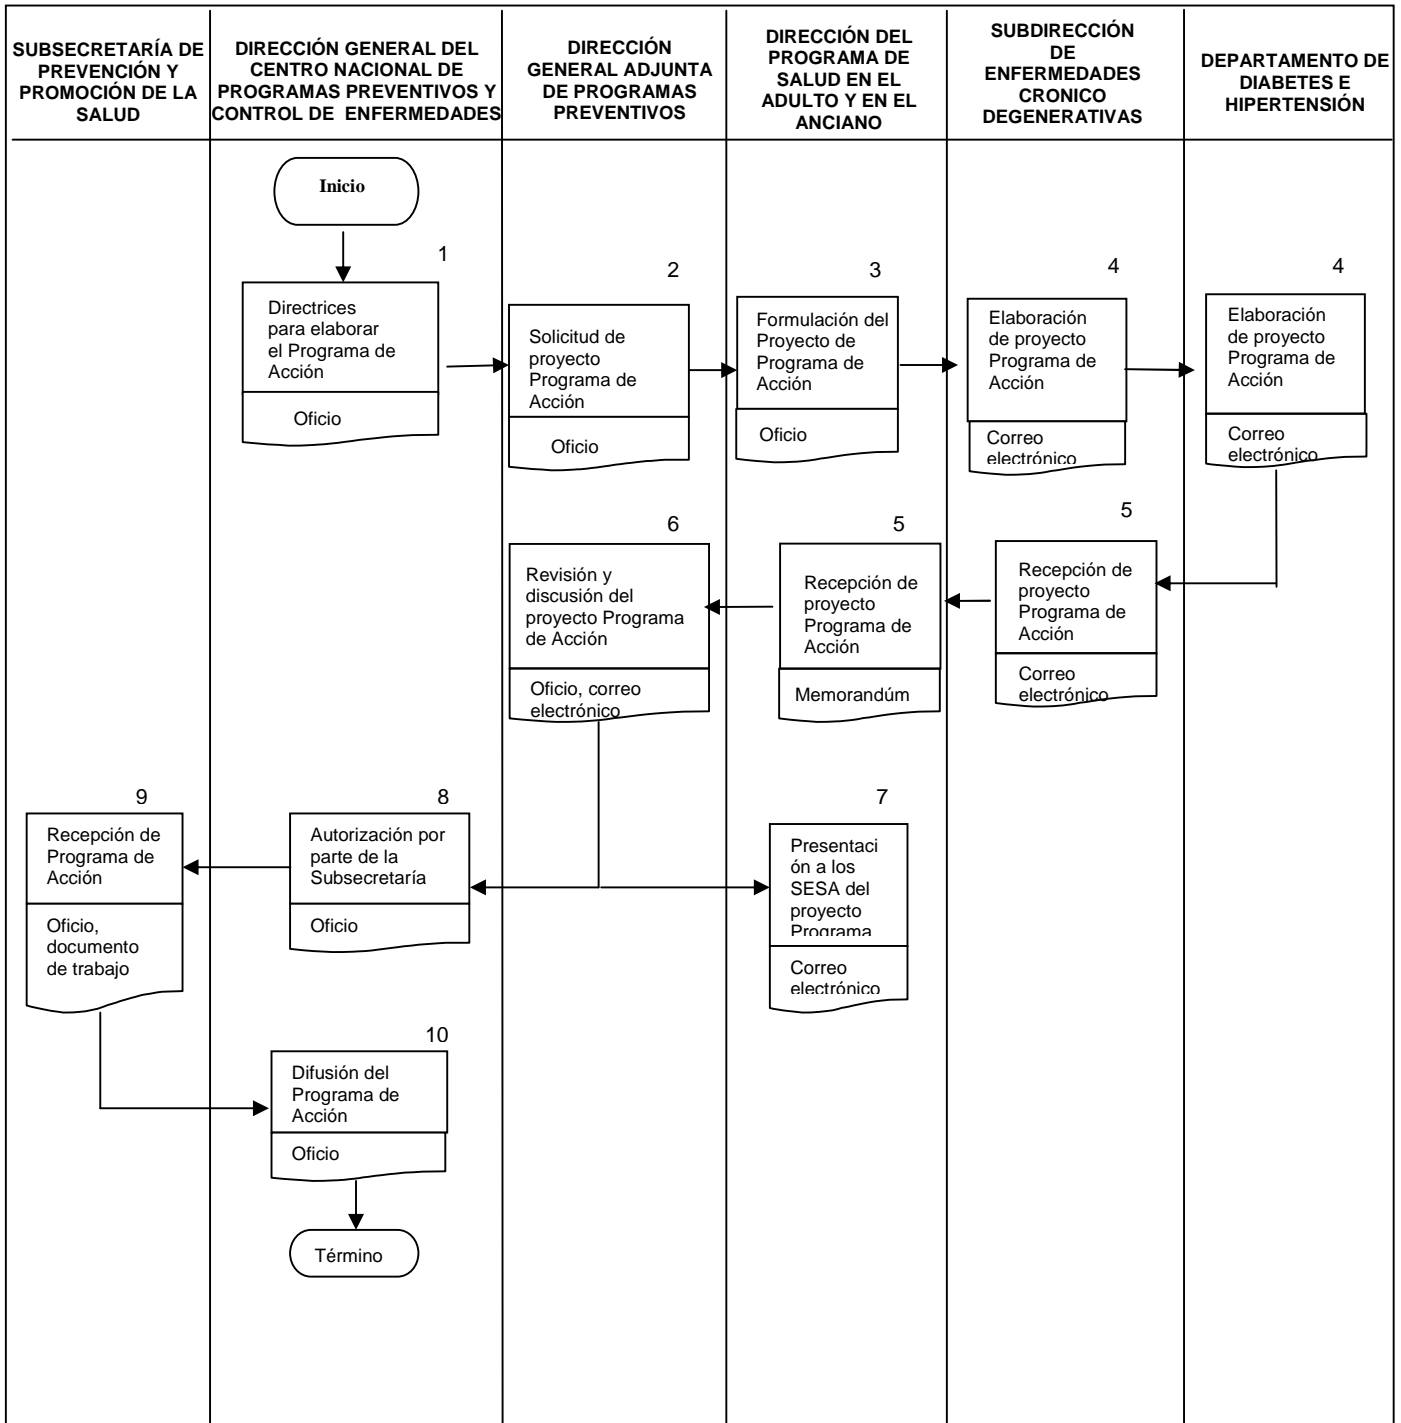 SUBSECRETARÍA DE
PREVENCIÓN Y
PROMOCIÓN DE LA
SALUD
DIRECCIÓN GENERAL DEL
CENTRO NACIONAL DE
PROGRAMAS PREVENTIVOS Y
CONTROL DE ENFERMEDADES
DIRECCIÓN
GENERAL ADJUNTA
DE PROGRAMAS
PREVENTIVOS
DIRECCIÓN DEL
PROGRAMA DE
SALUD EN EL
ADULTO Y EN EL
ANCIANO
SUBDIRECCIÓN
DE
ENFERMEDADES
CRONICO
DEGENERATIVAS
DEPARTAMENTO DE
DIABETES E
HIPERTENSIÓN
Inicio
1
Directrices
para elaborar
el Programa de
Acción
Oficio
2
Solicitud de
proyecto
Programa de
Acción
Oficio
3
Formulación del
Proyecto de
Programa de
Acción
Oficio
4
Elaboración
de proyecto
Programa de
Acción
Correo
electrónico
4
Elaboración
de proyecto
Programa de
Acción
Correo
electrónico
6
Revisión y
discusión del
proyecto Programa
de Acción
Oficio, correo
electrónico
5
Recepción de
proyecto
Programa de
Acción
Memorandúm
5
Recepción de
proyecto
Programa de
Acción
Correo
electrónico
9
Recepción de
Programa de
Acción
Oficio,
documento
de trabajo
8
Autorización por
parte de la
Subsecretaría
Oficio
7
Presentaci
ón a los
SESA del
proyecto
Programa
Correo
electrónico
10
Difusión del
Programa de
Acción
Oficio
Término